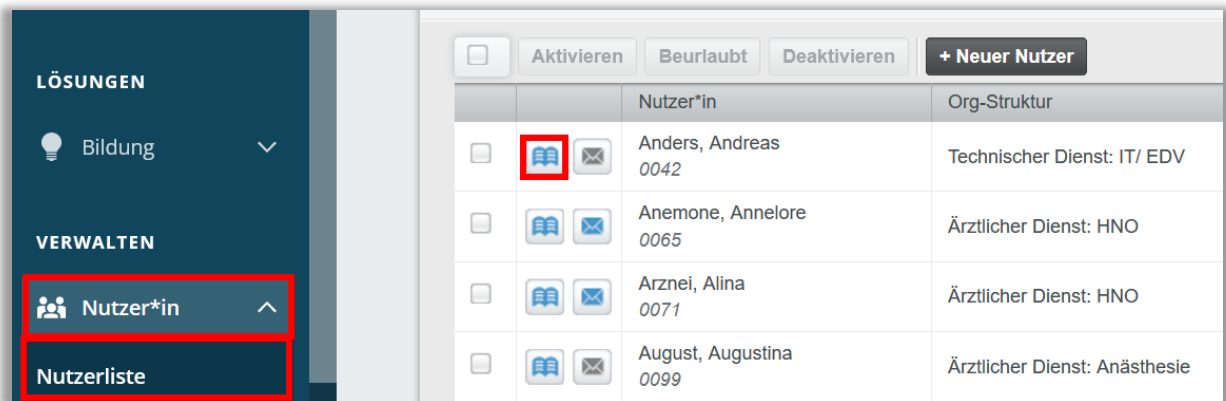 LÖSUNGEN
Bildung
VERWALTEN
Nutzer*in
Nutzerliste
Aktivieren Beurlaubt Deaktivieren + Neuer Nutzer
Nutzer*in Org-Struktur
Anders, Andreas
0042
Technischer Dienst: IT/ EDV
Anemone, Annelore
0065
Ärztlicher Dienst: HNO
Arznei, Alina
0071
Ärztlicher Dienst: HNO
August, Augustina
0099
Ärztlicher Dienst: Anästhesie